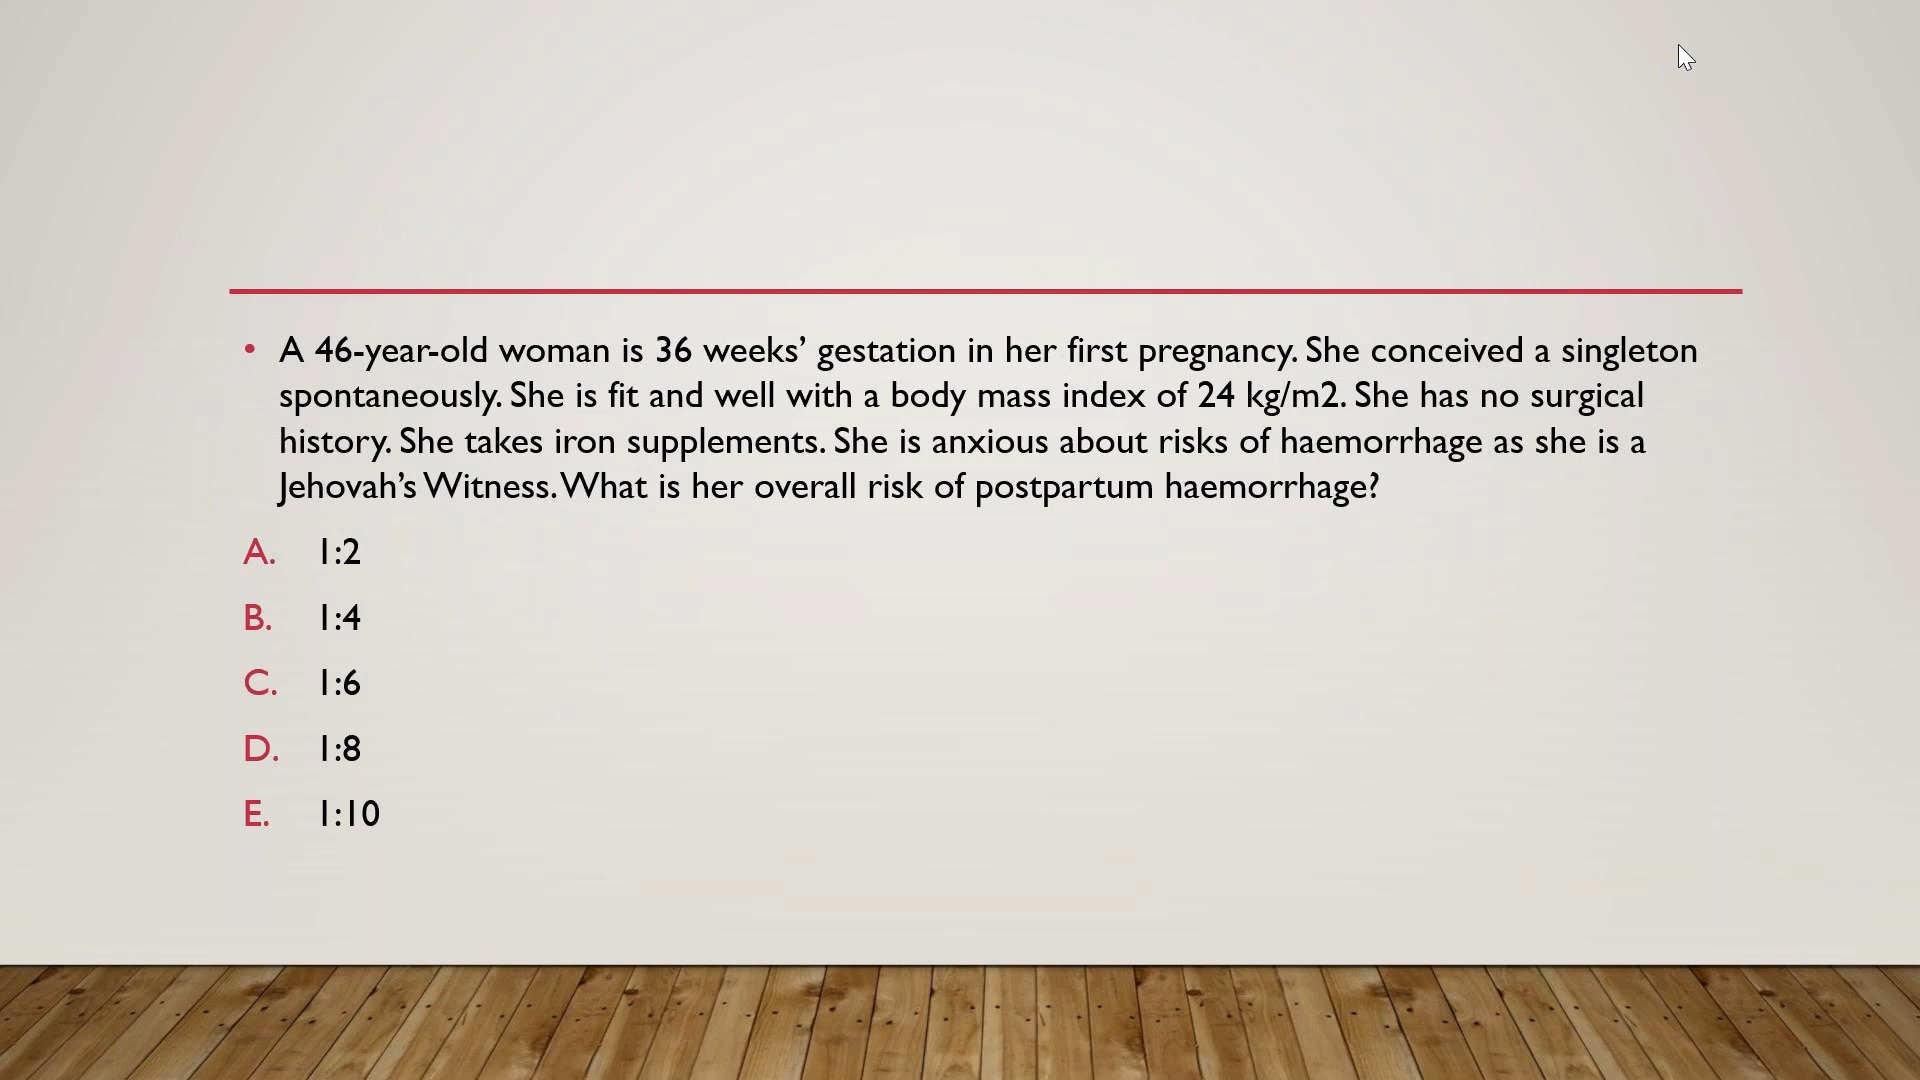 • A 46-year-old woman is 36 weeks’ gestation in her first pregnancy. She conceived a singleton
spontaneously. She is fit and well with a body mass index of 24 kg/m2. She has no surgical
history. She takes iron supplements. She is anxious about risks of haemorrhage as she is a
Jehovah’s Witness. What is her overall risk of postpartum haemorrhage?
A. 1:2
B. 1:4
C. 1:6
D. 1:8
E. 1:10